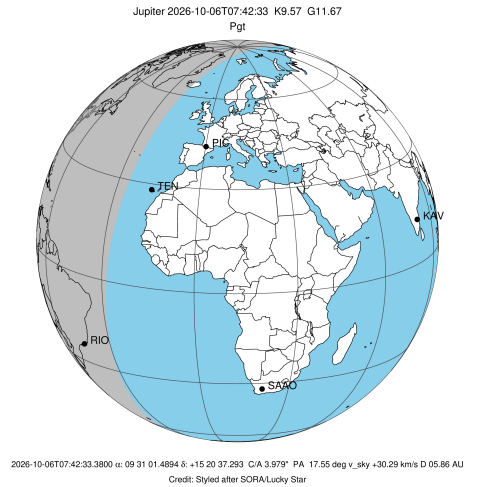 Jupiter 2026-10-06T07:42:33 K9.57 G11.67
Pgt
PIC
TEN
KAV
RIO
SAAO
2026-10-06T07:42:33.3800 α: 09 31 01.4894 δ: +15 20 37.293 C/A 3.979" PA 17.55 deg v_sky +30.29 km/s D 05.86 AU
Credit: Styled after SORA/Lucky Star